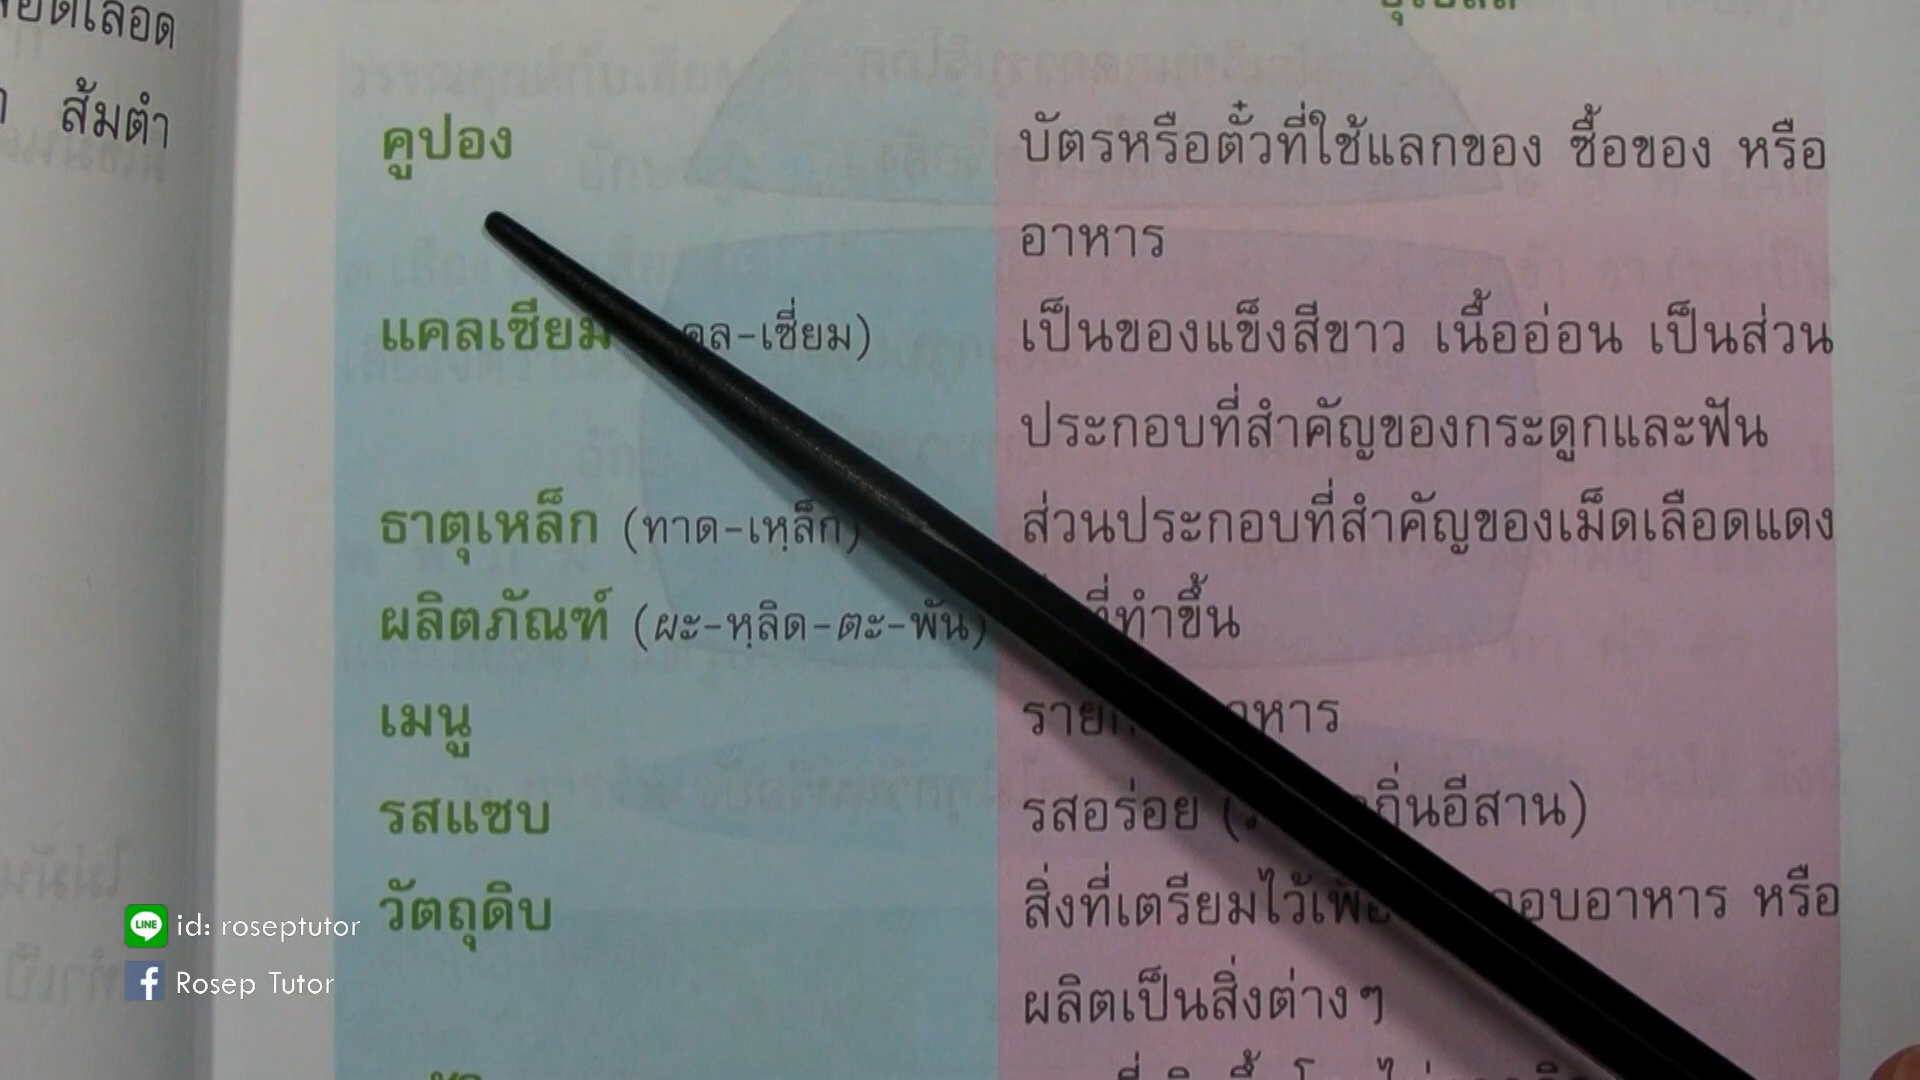 ส้มตำ
คูปอง บัตรหรือตั๋วที่ใช้แลกของ ซื้อของ หรือ
อาหาร
แคลเซียม คล-เซี่ยม) เป็นของแข็งสีขาว เนื้ออ่อน เป็นส่วน
ประกอบที่สำคัญของกระดูกและฟัน
ธาตุเหล็ก (ทาด-เหฺล็ก) ส่วนประกอบที่สำคัญของเม็ดเลือดแดง
ผลิตภัณฑ์ (ผะ-หฺลิด-ตะ-พัน) ที่ทำขึ้น
เมนู อาหาร
รสแซบ รสอร่อย ถิ่นอีสาน)
วัตถุดิบ สิ่งที่เตรียมไว้เพื่อ กอบอาหาร หรือ
ผลิตเป็นสิ่งต่างๆ
LINE id: roseptutor
f Rosep Tutor